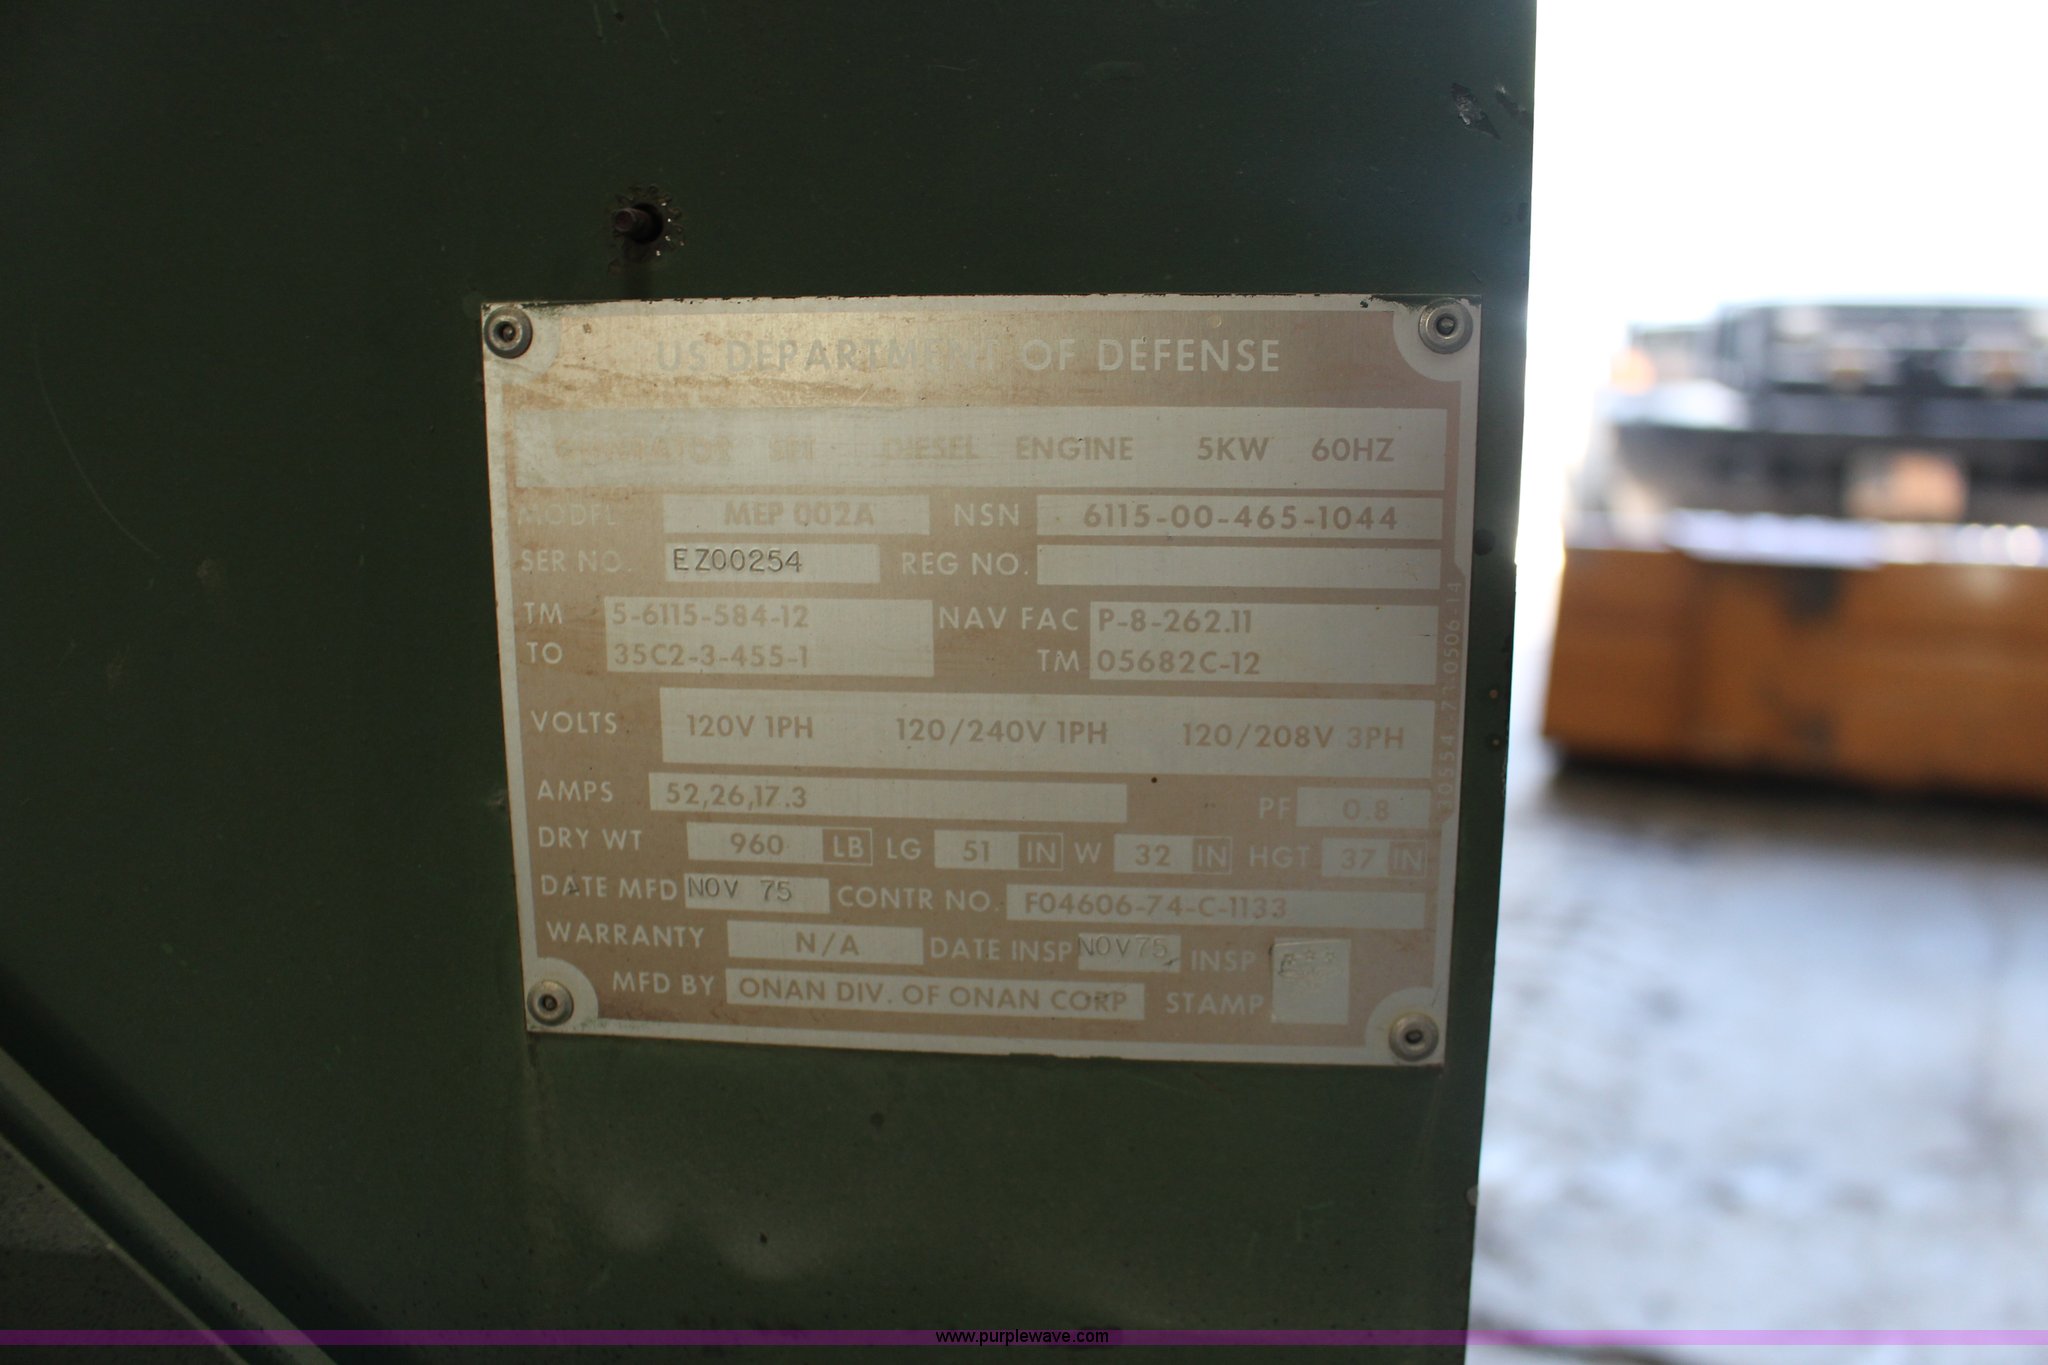 US DEPARTMENT OF DEFENSE
GENERATOR SET DIESEL ENGINE 5KW 60HZ
MODEL MEP 002A NSN 6115-00-465-1044
SER NO. EZ00254 REG NO.
TM 5-6115-584-12 NAV FAC P-8-262.11
TO 35C2-3-455-1 TM 05682C-12
VOLTS 120V 1PH 120/240V 1PH 120/208V 3PH
AMPS 52,26,17.3 PF 0.8
DRY WT 960 LB LG 51 IN W 32 IN HGT 37 IN
DATE MFD NOV 75 CONTR NO. F04606-74-C-1133
WARRANTY N/A DATE INSP NOV75 INSP STAMP
MFD BY ONAN DIV. OF ONAN CORP
www.purplewave.com